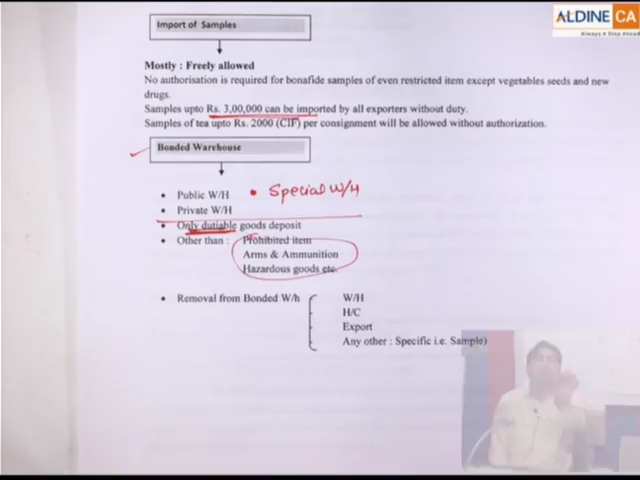 ALDINE CA
Always A Step Ahead
Import of Samples
Mostly : Freely allowed
No authorisation is required for bonafide samples of even restricted item except vegetables seeds and new
drugs.
Samples upto Rs. 3,00,000 can be imported by all exporters without duty.
Samples of tea upto Rs. 2000 (CIF) per consignment will be allowed without authorization.
Bonded Warehouse
• Public W/H • Special W/H
• Private W/H
• Only dutiable goods deposit
• Other than : Prohibited item
Arms & Ammunition
Hazardous goods etc.
• Removal from Bonded W/h W/H
H/C
Export
Any other : Specific i.e. Sample)